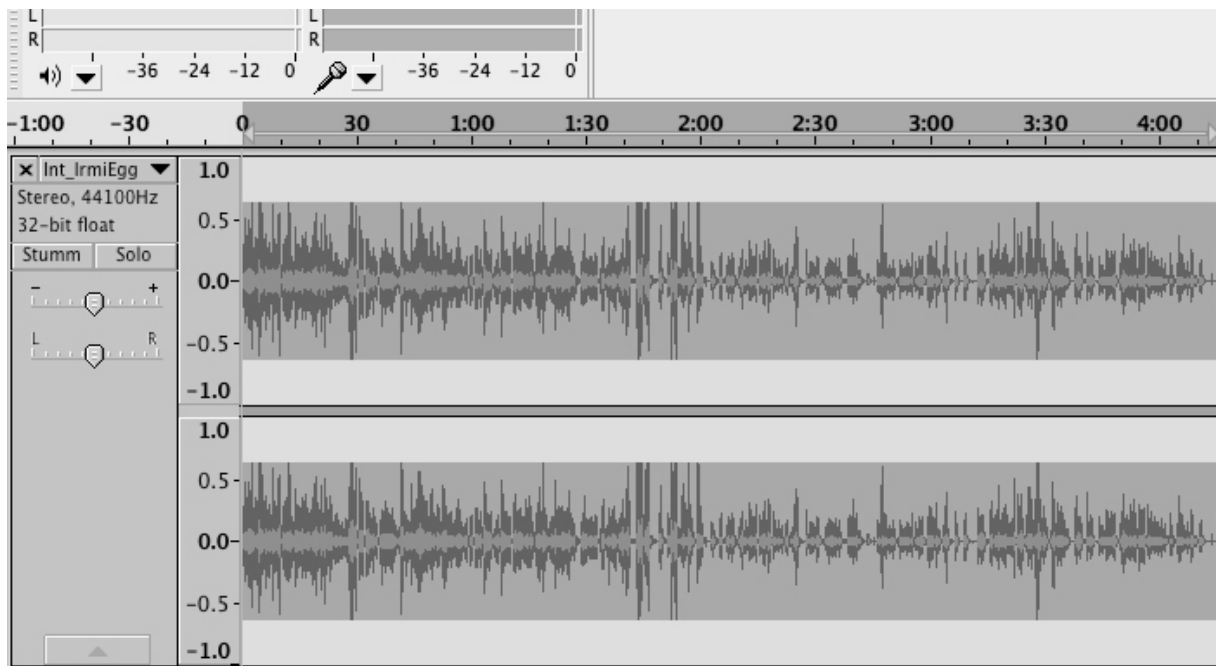 L L
R R
-36 -24 -12 0 -36 -24 -12 0
-1:00 -30 0 30 1:00 1:30 2:00 2:30 3:00 3:30 4:00
× Int_IrmiEgg 1.0
Stereo, 44100Hz
32-bit float 0.5-
Stumm Solo
- + 0.0-
L R -0.5-
-1.0
1.0
0.5-
0.0-
-0.5-
-1.0